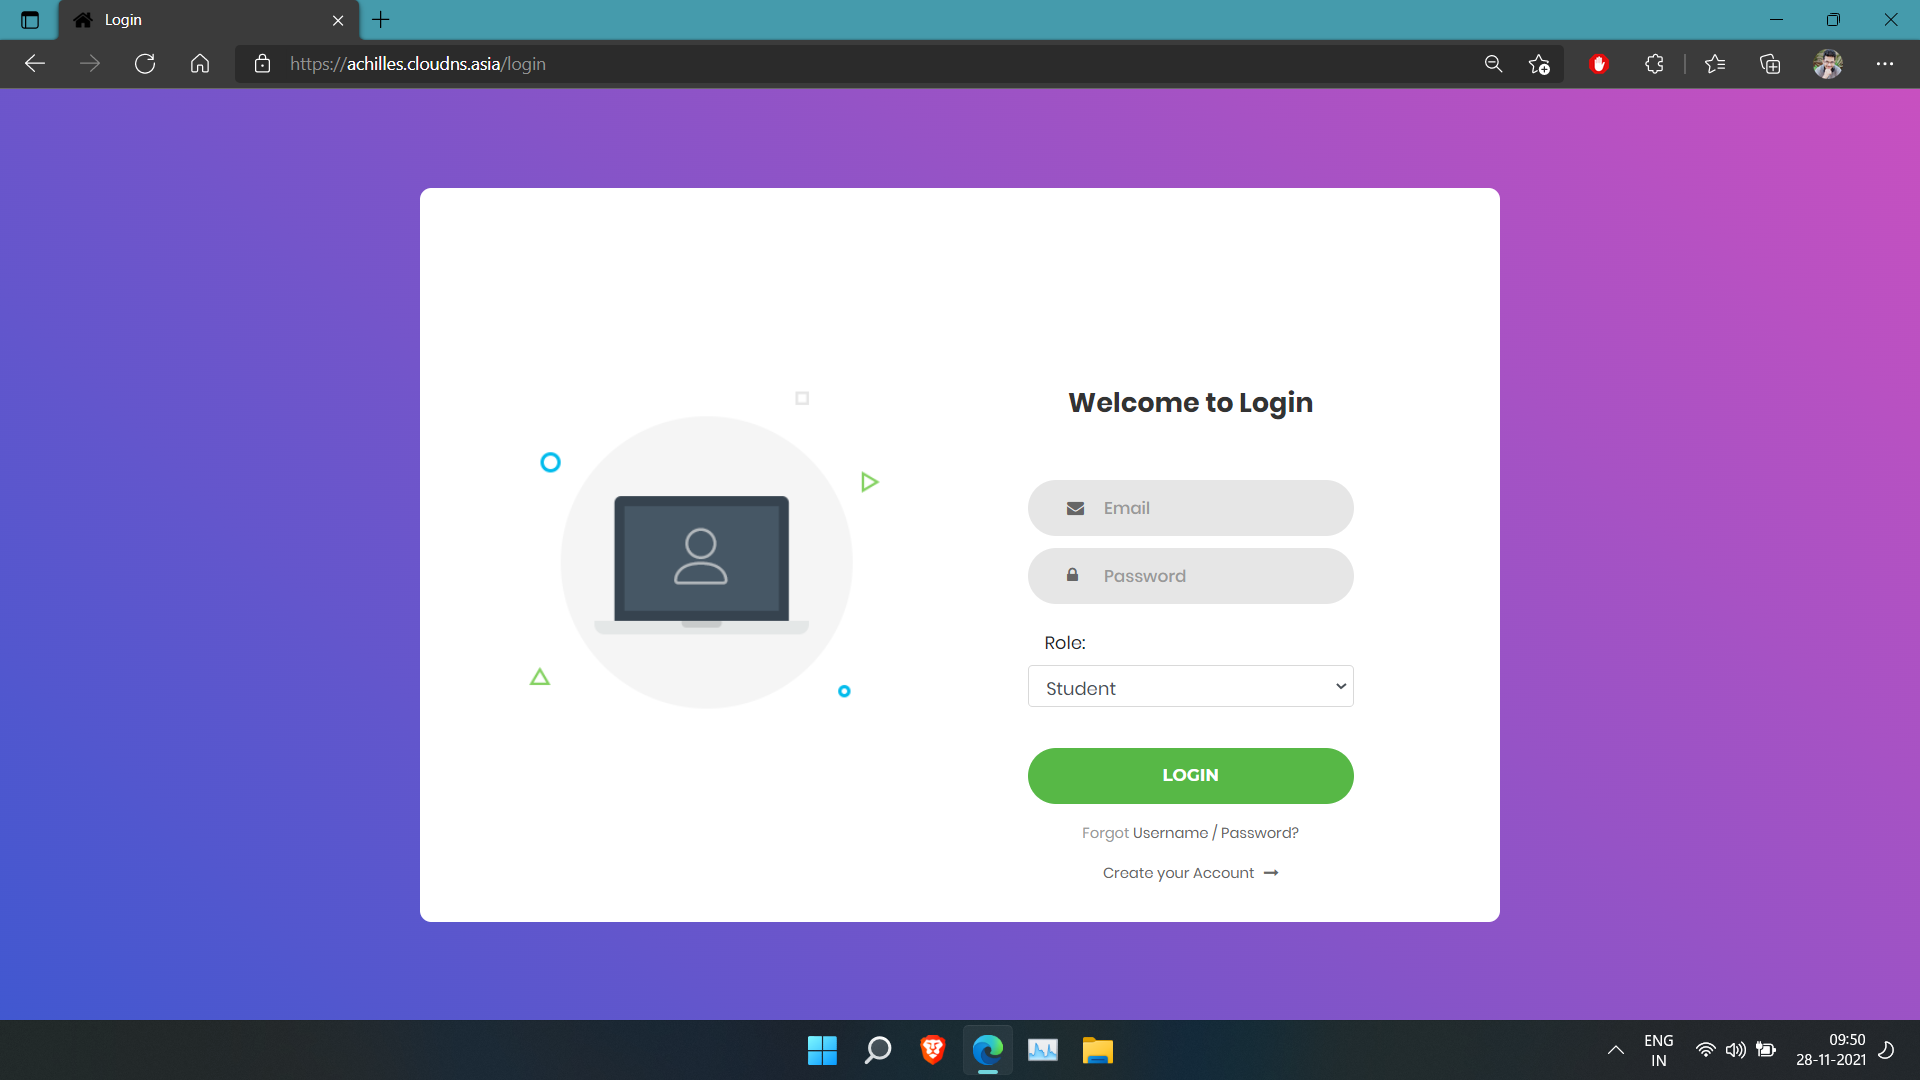 Login
https://achilles.cloudns.asia/login
Welcome to Login
Email
Password
Role:
Student
LOGIN
Forgot Username / Password?
Create your Account
ENG
IN
09:50
28-11-2021